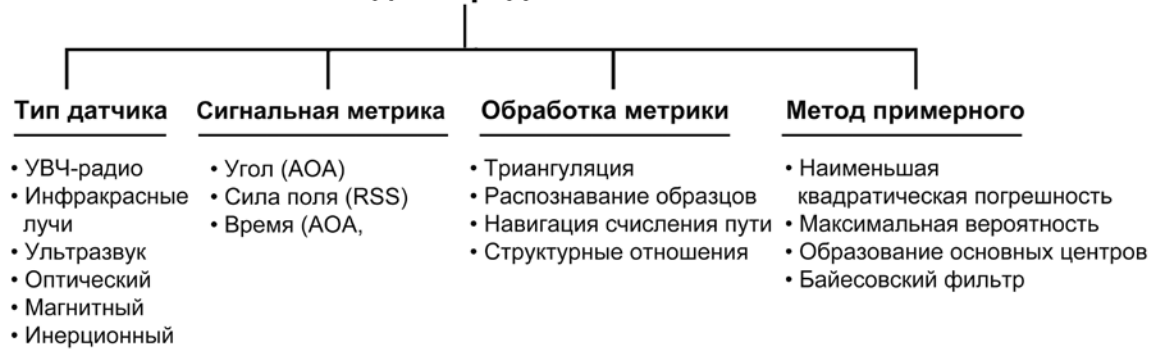 Тип датчика
• УВЧ-радио
• Инфракрасные
лучи
• Ультразвук
• Оптический
• Магнитный
• Инерционный
Сигнальная метрика
• Угол (AOA)
• Сила поля (RSS)
• Время (AOA,
Обработка метрики
• Триангуляция
• Распознавание образцов
• Навигация счисления пути
• Структурные отношения
Метод примерного
• Наименьшая
квадратическая погрешность
• Максимальная вероятность
• Образование основных центров
• Байесовский фильтр